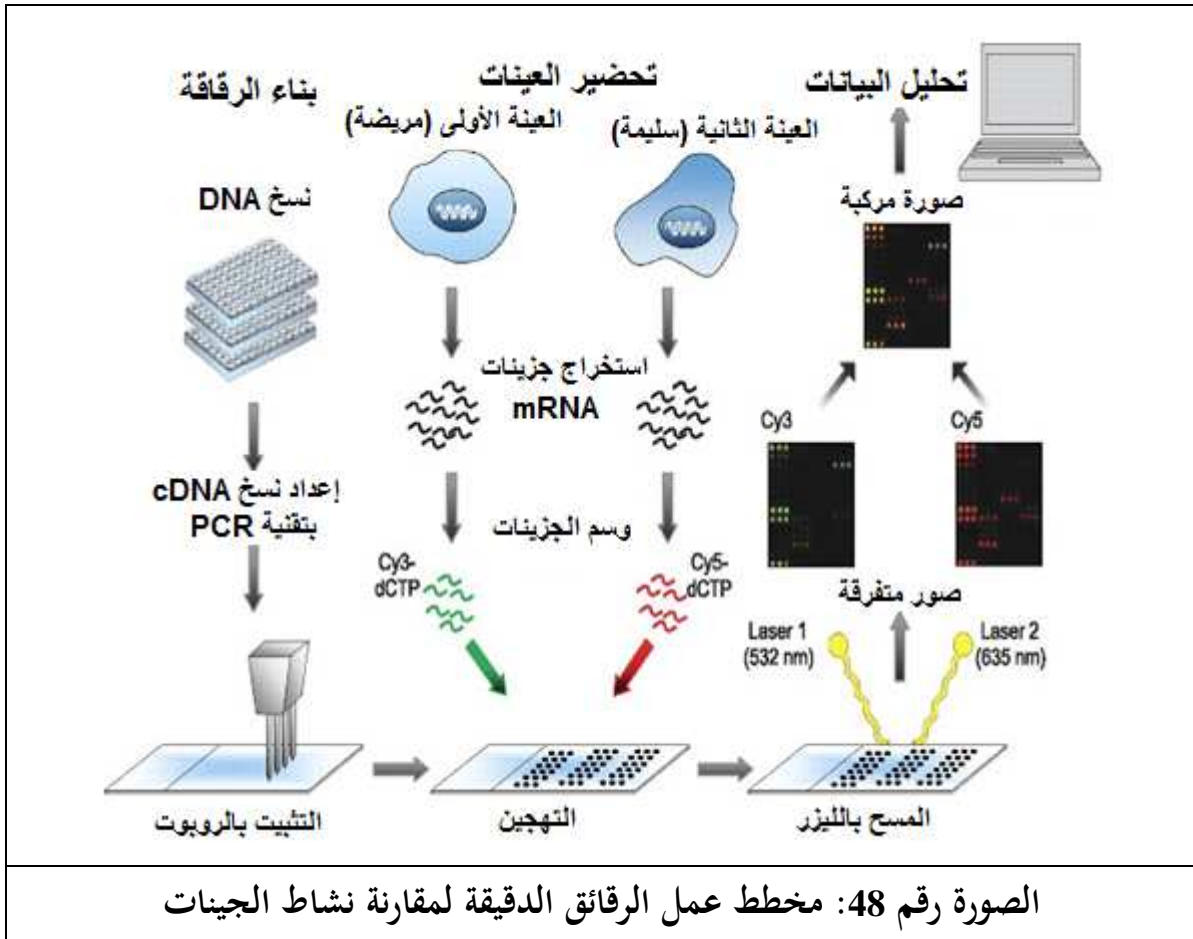 بناء الرقاقة
نسخ DNA
إعداد نسخ cDNA
بتقنية PCR
التثبيت بالروبوت
تحضير العينات
العينة الأولى (مريضة)
العينة الثانية (سليمة)
استخراج جزيئات
mRNA
وسم الجزيئات
Cy3-
dCTP
Cy5-
dCTP
التهجين
تحليل البيانات
صورة مركبة
Cy3
Cy5
صور متفرقة
Laser 1
(532 nm)
Laser 2
(635 nm)
المسح بالليزر
الصورة رقم 48: مخطط عمل الرقائق الدقيقة لمقارنة نشاط الجينات